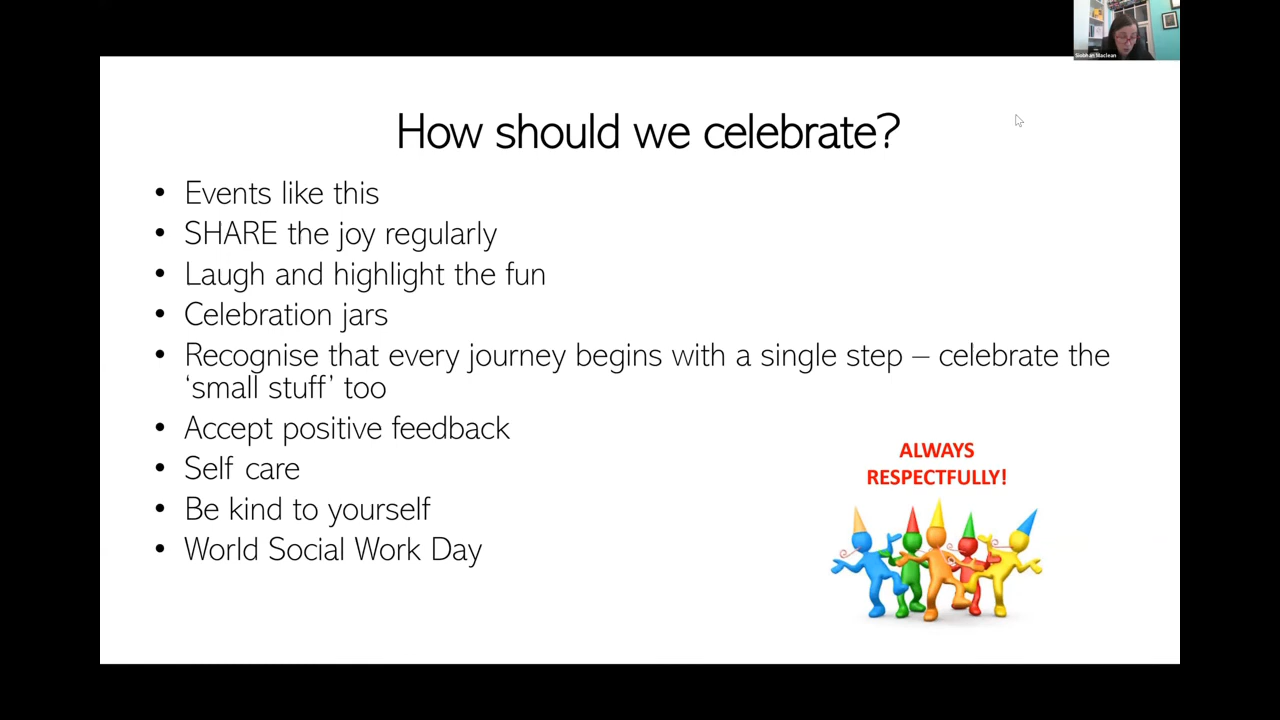 Siobhan Maclean
How should we celebrate?
• Events like this
• SHARE the joy regularly
• Laugh and highlight the fun
• Celebration jars
• Recognise that every journey begins with a single step – celebrate the
‘small stuff’ too
• Accept positive feedback
• Self care
• Be kind to yourself
• World Social Work Day
ALWAYS
RESPECTFULLY!